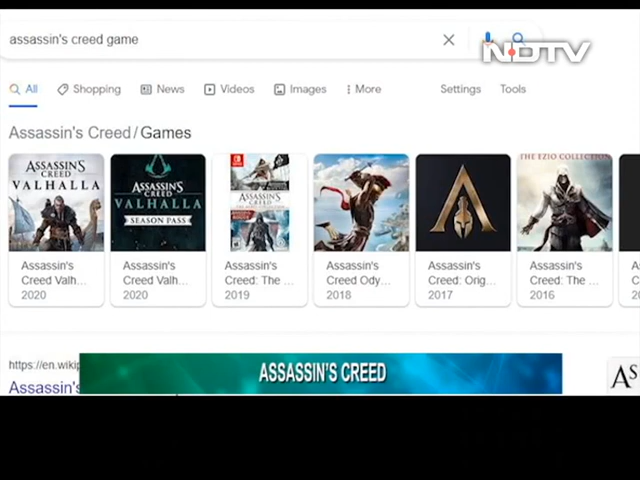 assassin's creed game
NDTV
All
Shopping
News
Videos
Images
More
Settings
Tools
Assassin's Creed / Games
ASSASSIN'S
CREED
VALHALLA
ASSASSIN'S
CREED
VALHALLA
SEASON PASS
ASSASSIN'S
CREED
THE EZIO COLLECTION
Assassin's
Creed Valh...
2020
Assassin's
Creed Valh...
2020
Assassin's
Creed: The ...
2019
Assassin's
Creed Ody...
2018
Assassin's
Creed: Orig...
2017
Assassin's
Creed: The ...
2016
https://en.wikip
Assassin's
ASSASSIN'S CREED
AS